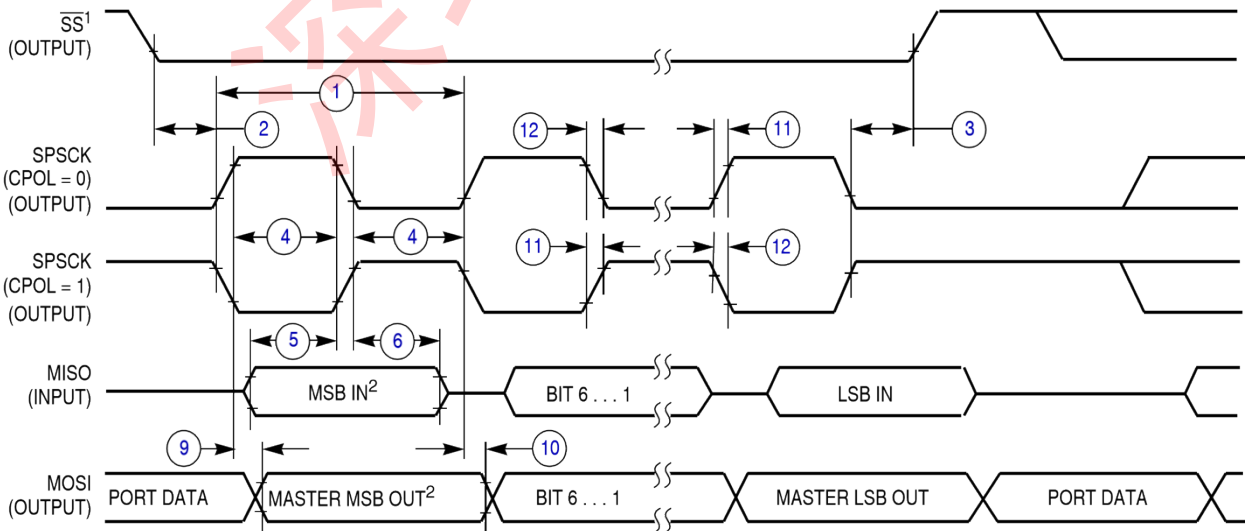 SS¹
(OUTPUT)
1
2
12
11
3
SPSCK
(CPOL = 0)
(OUTPUT)
4
4
11
12
SPSCK
(CPOL = 1)
(OUTPUT)
5
6
MISO
(INPUT)
MSB IN²
BIT 6 . . . 1
LSB IN
9
10
MOSI
(OUTPUT)
PORT DATA
MASTER MSB OUT²
BIT 6 . . . 1
MASTER LSB OUT
PORT DATA